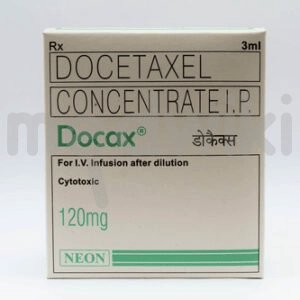 Rx 3ml
DOCETAXEL
CONCENTRATE I.P.
Docax® डोकैक्स
For I.V. Infusion after dilution
Cytotoxic
120mg
NEON